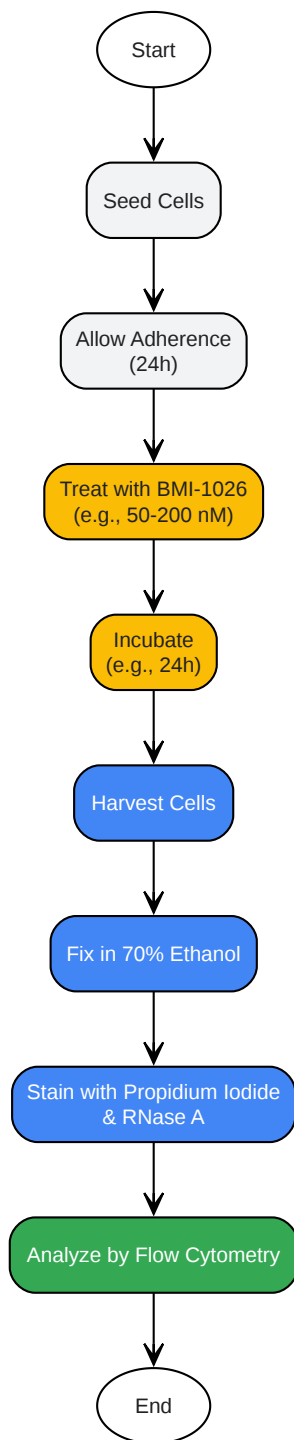 Start
Seed Cells
Allow Adherence
(24h)
Treat with BMI-1026
(e.g., 50-200 nM)
Incubate
(e.g., 24h)
Harvest Cells
Fix in 70% Ethanol
Stain with Propidium Iodide
& RNase A
Analyze by Flow Cytometry
End